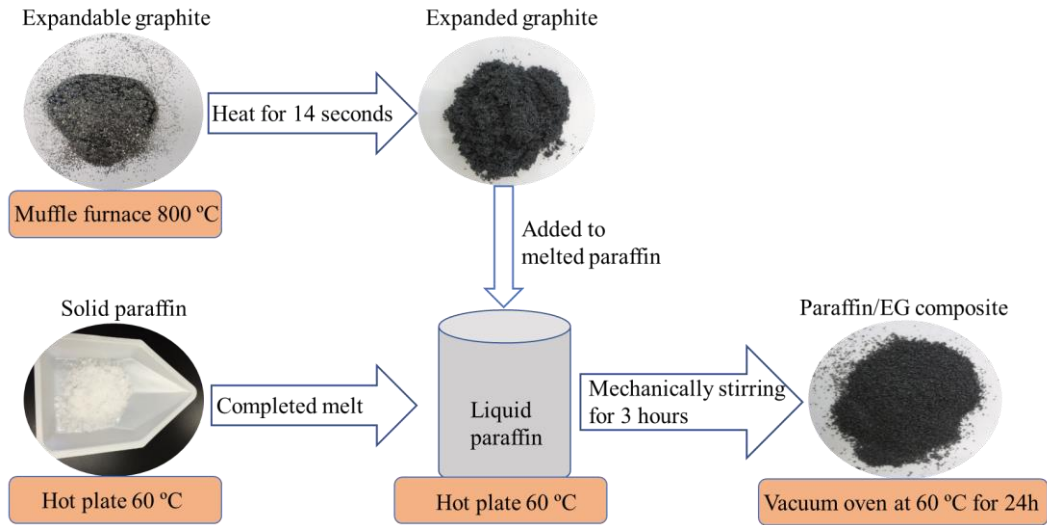 Expandable graphite
Expanded graphite
Heat for 14 seconds
Muffle furnace 800 ºC
Added to
melted paraffin
Solid paraffin
Paraffin/EG composite
Completed melt
Liquid
paraffin
Mechanically stirring
for 3 hours
Hot plate 60 ºC
Hot plate 60 ºC
Vacuum oven at 60 ºC for 24h